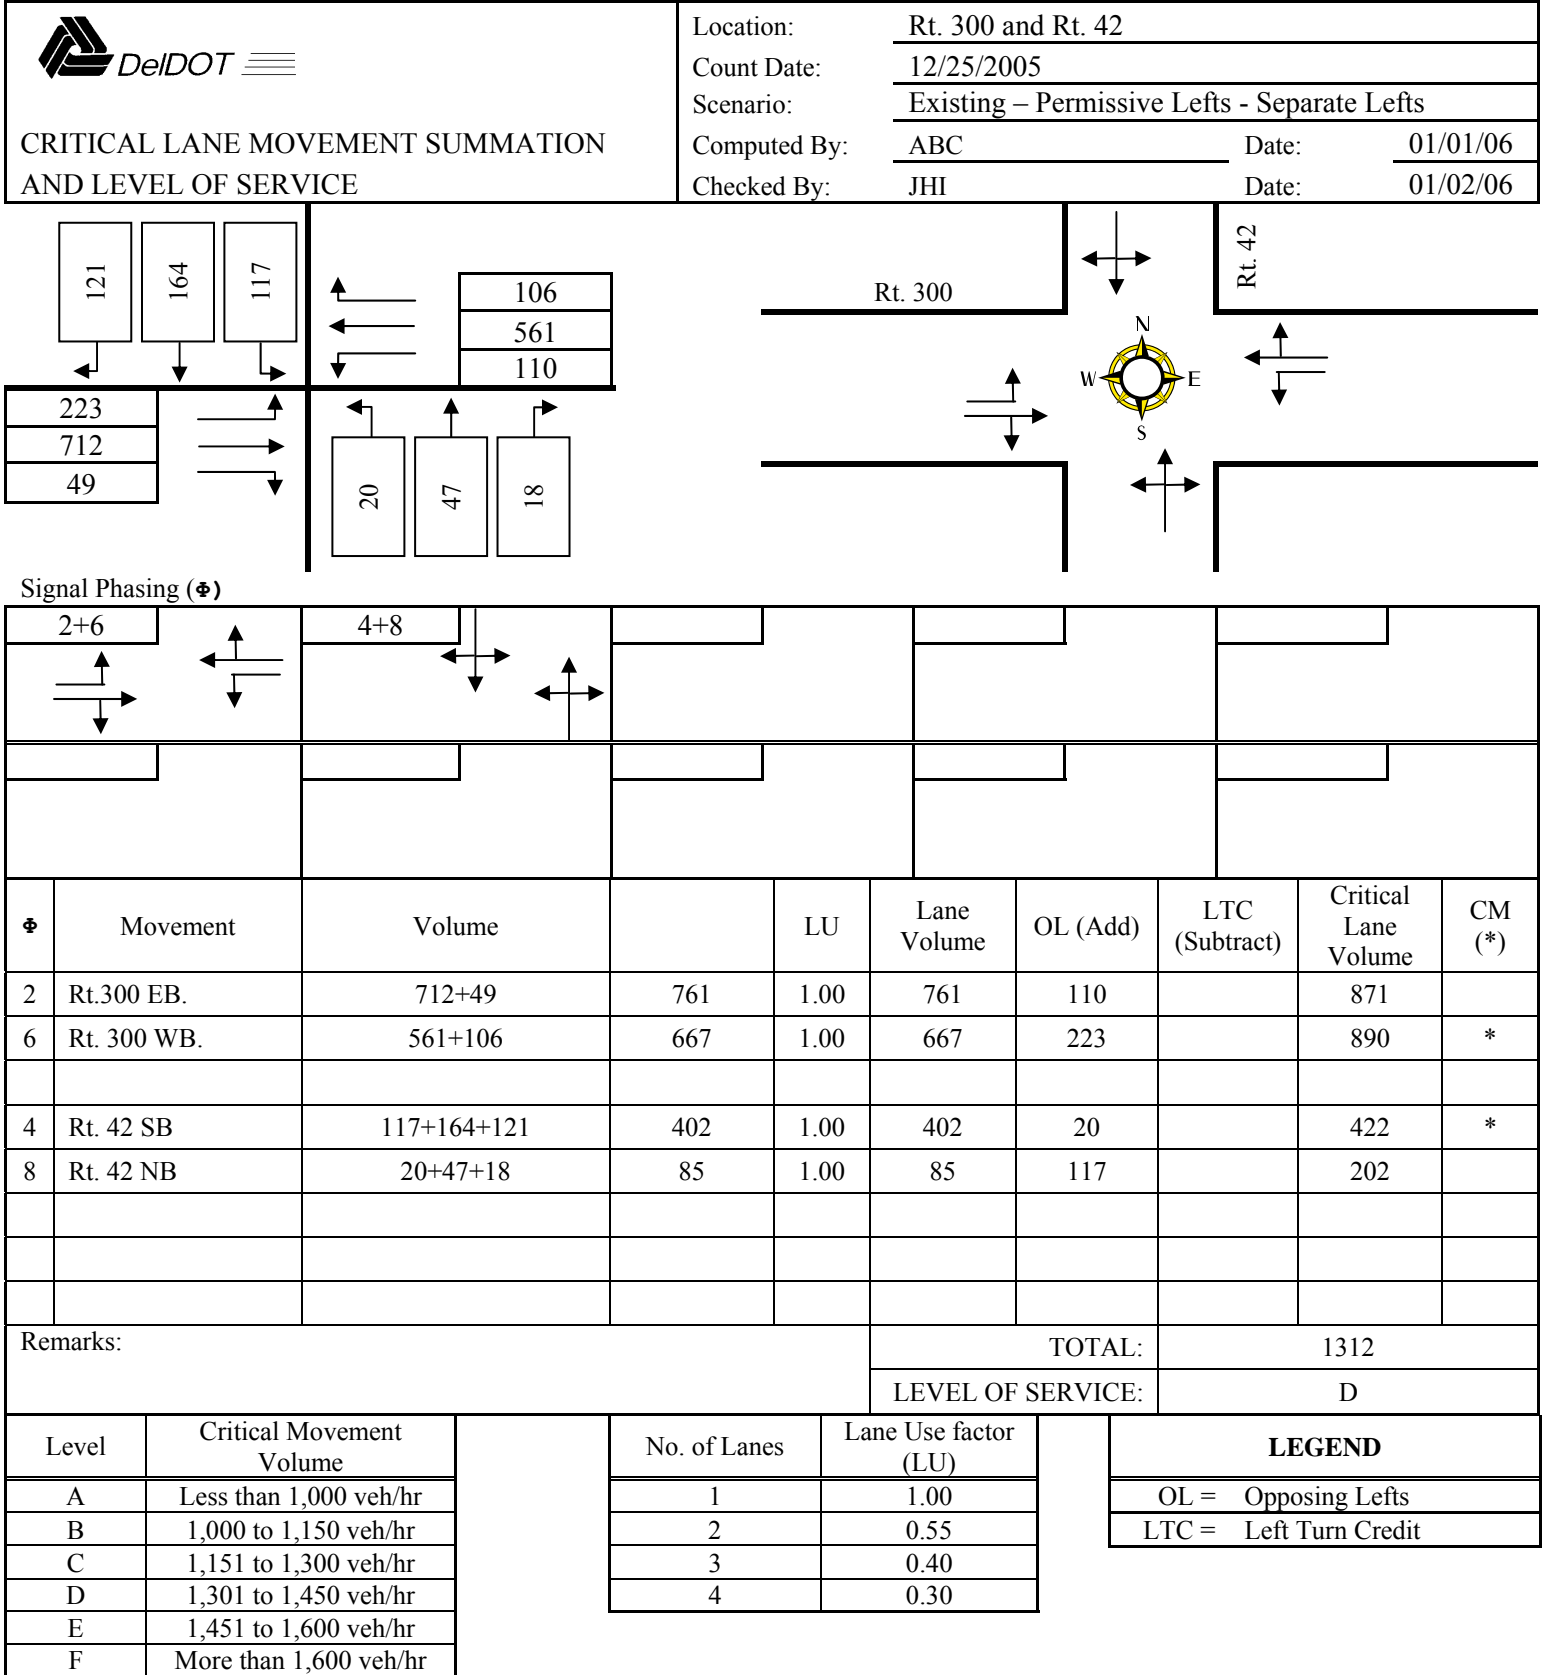 DelDOT
CRITICAL LANE MOVEMENT SUMMATION
AND LEVEL OF SERVICE
Location: Rt. 300 and Rt. 42
Count Date: 12/25/2005
Scenario: Existing – Permissive Lefts - Separate Lefts
Computed By: ABC Date: 01/01/06
Checked By: JHI Date: 01/02/06
121 164 117
106
561
110
223
712
49
20 47 18
Rt. 300
Rt. 42
N
W E
S
Signal Phasing (Φ)
2+6 4+8
Φ Movement Volume LU Lane Volume OL (Add) LTC (Subtract) Critical Lane Volume CM (*)
2 Rt.300 EB. 712+49 761 1.00 761 110 871
6 Rt. 300 WB. 561+106 667 1.00 667 223 890 *
4 Rt. 42 SB 117+164+121 402 1.00 402 20 422 *
8 Rt. 42 NB 20+47+18 85 1.00 85 117 202
Remarks:
TOTAL: 1312
LEVEL OF SERVICE: D
Level Critical Movement Volume
A Less than 1,000 veh/hr
B 1,000 to 1,150 veh/hr
C 1,151 to 1,300 veh/hr
D 1,301 to 1,450 veh/hr
E 1,451 to 1,600 veh/hr
F More than 1,600 veh/hr
No. of Lanes Lane Use factor (LU)
1 1.00
2 0.55
3 0.40
4 0.30
LEGEND
OL = Opposing Lefts
LTC = Left Turn Credit